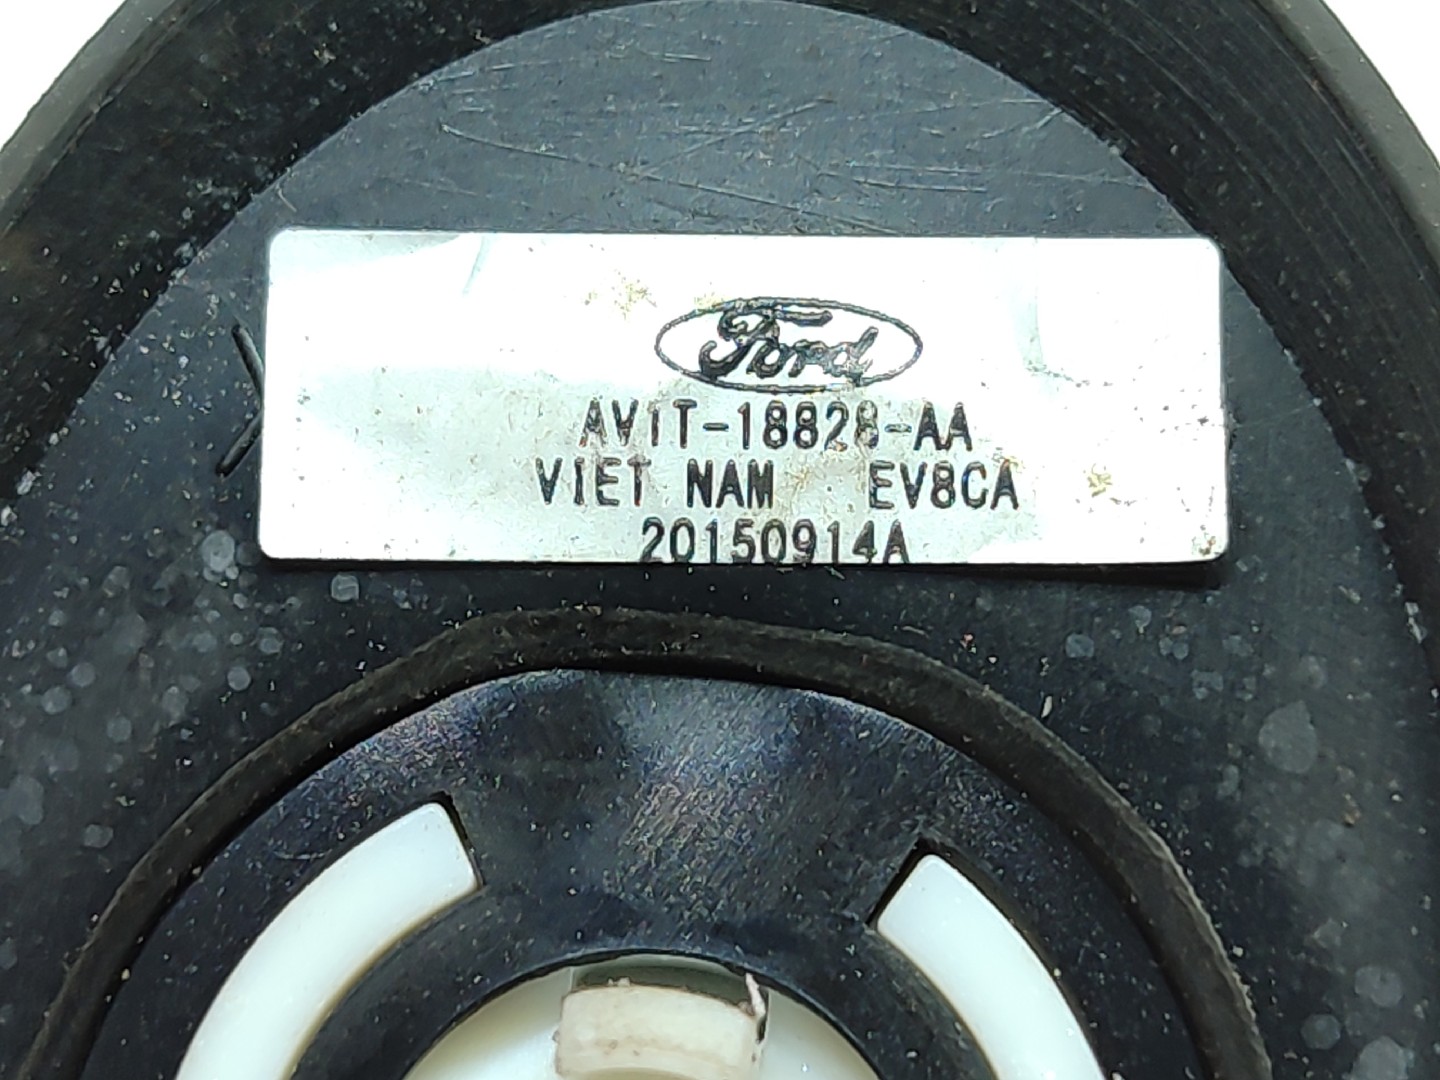 Ford
AV1T-18828-AA
VIET NAM EV8CA
20150914A